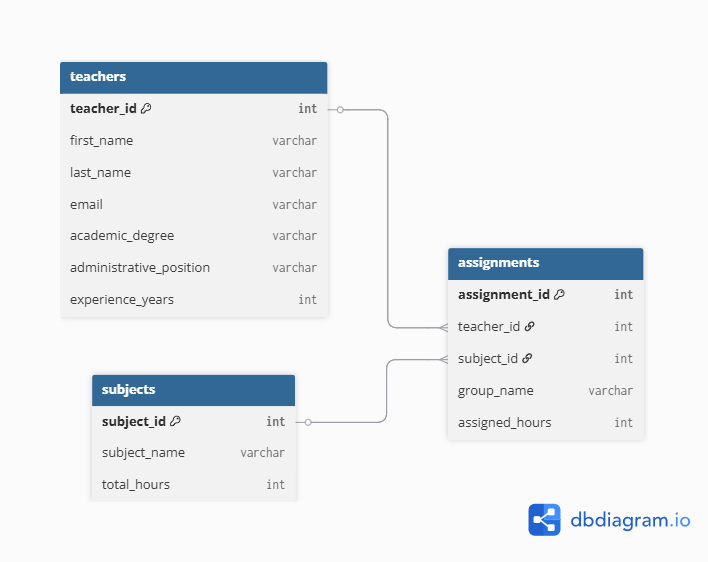 teachers
teacher_id int
first_name varchar
last_name varchar
email varchar
academic_degree varchar
administrative_position varchar
experience_years int
assignments
assignment_id int
teacher_id int
subject_id int
group_name varchar
assigned_hours int
subjects
subject_id int
subject_name varchar
total_hours int
dbdiagram.io